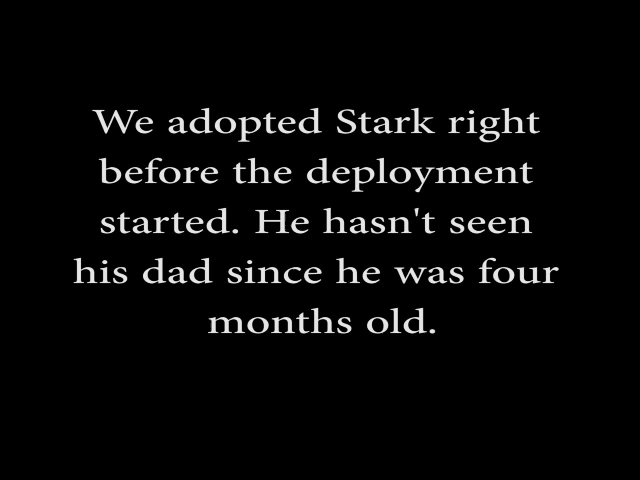 We adopted Stark right
before the deployment
started. He hasn't seen
his dad since he was four
months old.